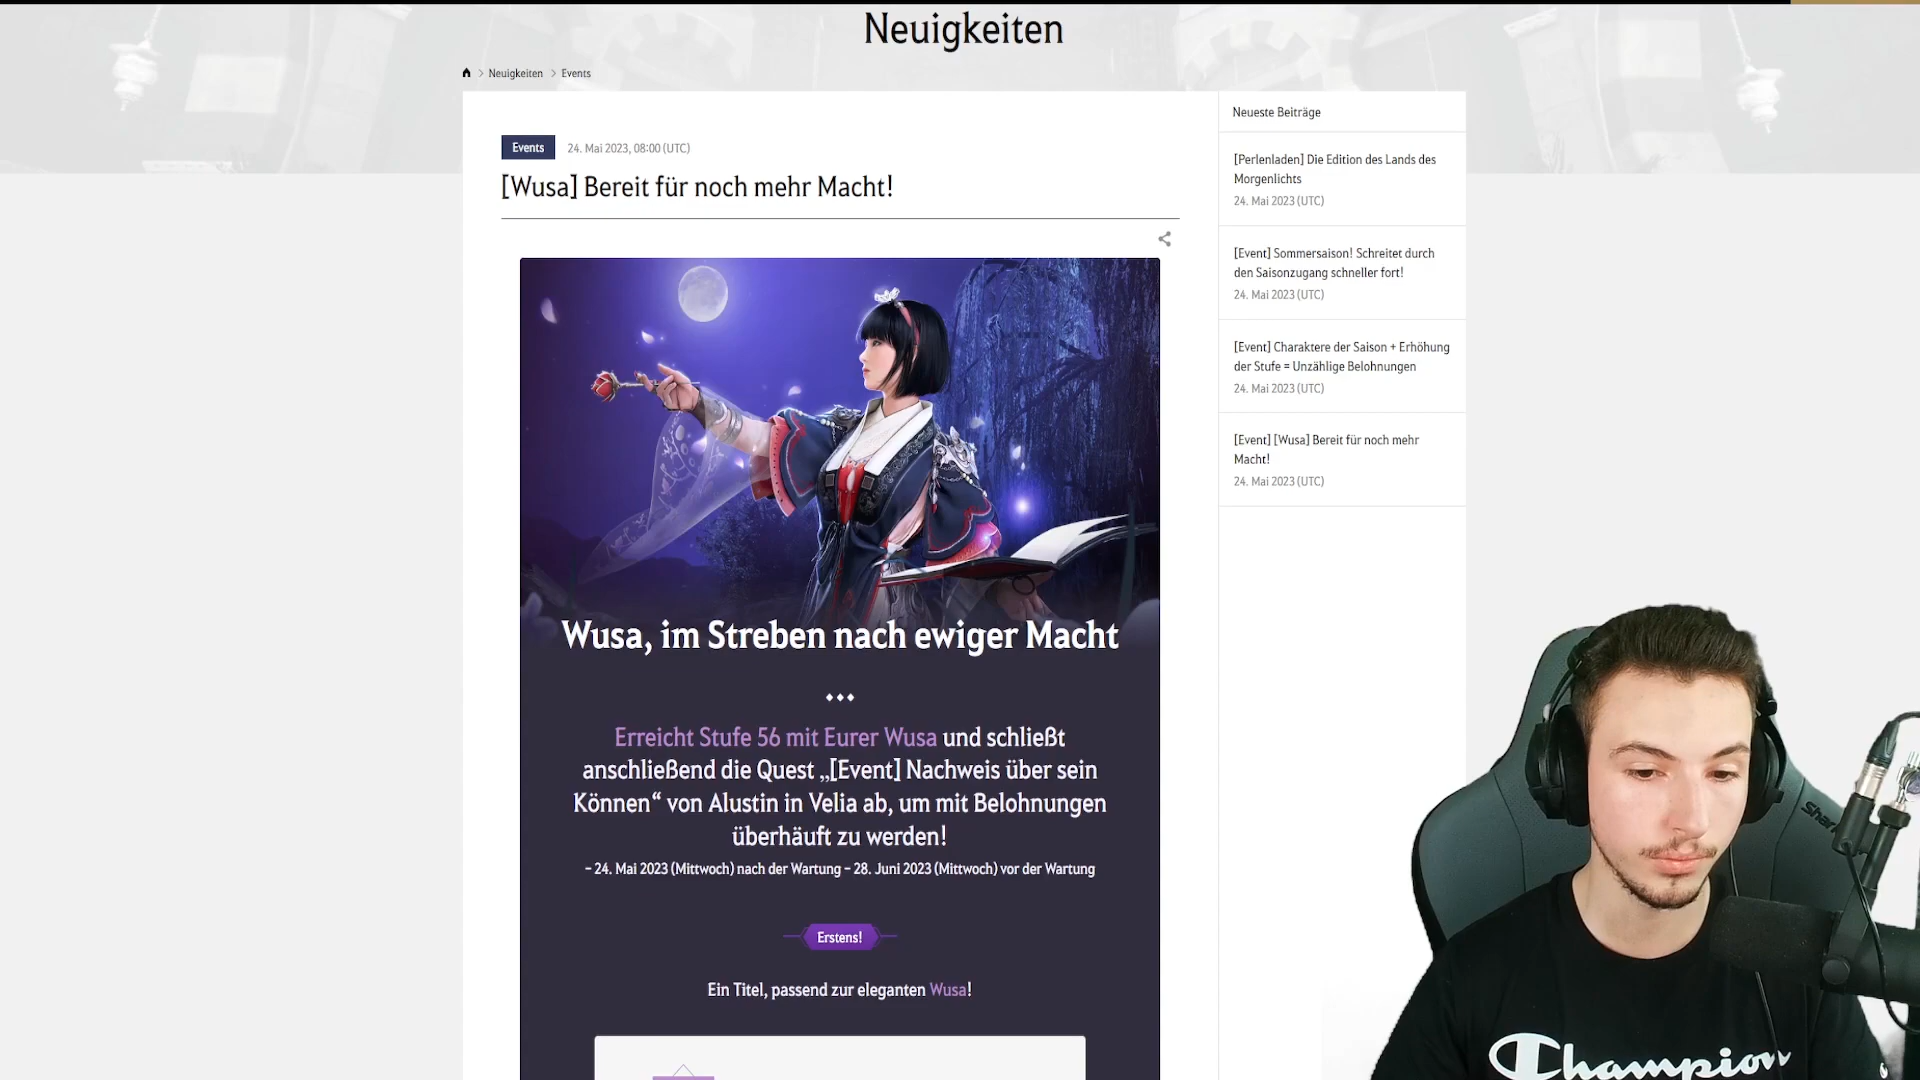 Neuigkeiten
Neuigkeiten > Events
Events 24. Mai 2023, 08:00 (UTC)
[Wusa] Bereit für noch mehr Macht!
Wusa, im Streben nach ewiger Macht
Erreicht Stufe 56 mit Eurer Wusa und schließt
anschließend die Quest „[Event] Nachweis über sein
Können“ von Alustin in Velia ab, um mit Belohnungen
überhäuft zu werden!
– 24. Mai 2023 (Mittwoch) nach der Wartung – 28. Juni 2023 (Mittwoch) vor der Wartung
Erstens!
Ein Titel, passend zur eleganten Wusa!
Neueste Beiträge
[Perlenladen] Die Edition des Lands des
Morgenlichts
24. Mai 2023 (UTC)
[Event] Sommersaison! Schreitet durch
den Saisonzugang schneller fort!
24. Mai 2023 (UTC)
[Event] Charaktere der Saison + Erhöhung
der Stufe = Unzählige Belohnungen
24. Mai 2023 (UTC)
[Event] [Wusa] Bereit für noch mehr
Macht!
24. Mai 2023 (UTC)
Champion